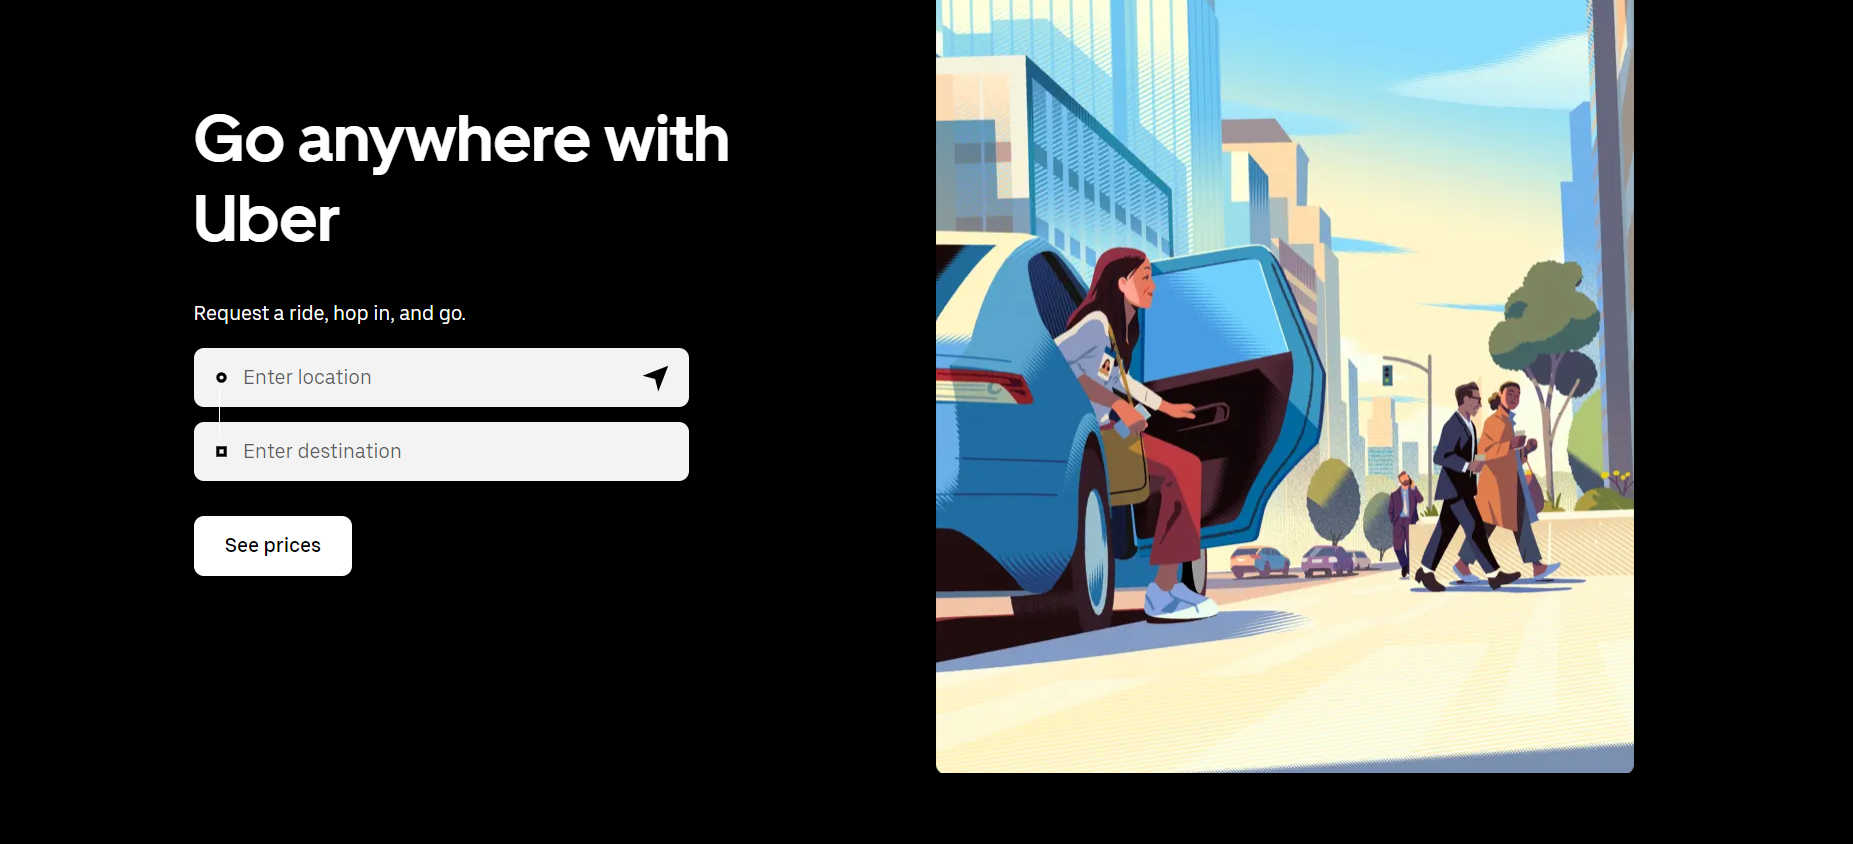 Go anywhere with
Uber
Request a ride, hop in, and go.
Enter location
Enter destination
See prices